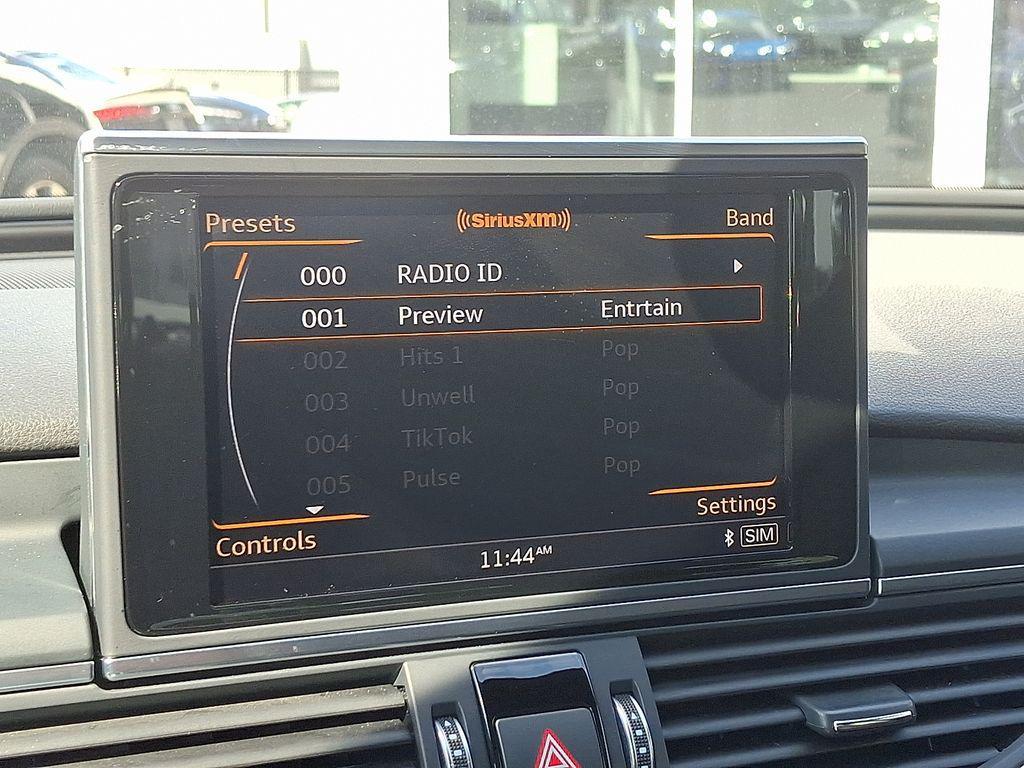 Presets ((SiriusXM)) Band
000 RADIO ID
001 Preview Entrtain
002 Hits 1 Pop
003 Unwell Pop
004 TikTok Pop
005 Pulse Pop
Settings
Controls
11:44AM SIM